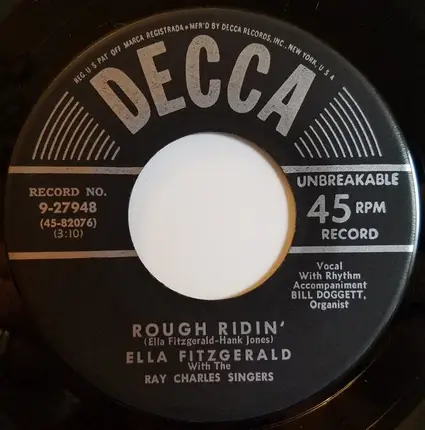 REG. U S PAT. OFF MARCA REGISTRADA • MF'R'D BY DECCA RECORDS, INC., NEW YORK, U S A
DECCA
RECORD NO.
9-27948
(45-82076)
(3:10)
UNBREAKABLE
45 RPM
RECORD
Vocal
With Rhythm
Accompaniment
BILL DOGGETT,
Organist
ROUGH RIDIN'
(Ella Fitzgerald-Hank Jones)
ELLA FITZGERALD
With The
RAY CHARLES SINGERS